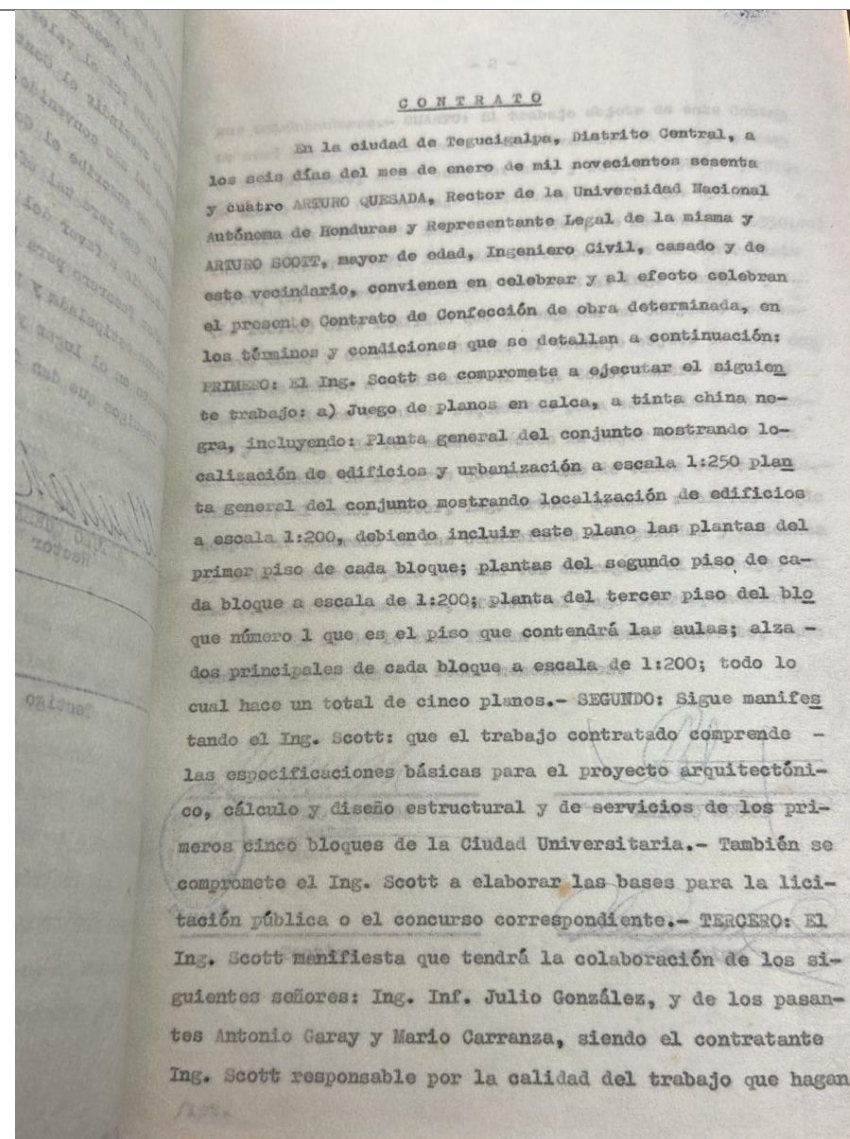 CONTRATO
En la ciudad de Tegucigalpa, Distrito Central, a
los seis días del mes de enero de mil novecientos sesenta
y cuatro ARTURO QUESADA, Rector de la Universidad Nacional
Autónoma de Honduras y Representante Legal de la misma y
ARTURO SCOTT, mayor de edad, Ingeniero Civil, casado y de
este vecindario, convienen en celebrar y al efecto celebran
el presente Contrato de Confección de obra determinada, en
los términos y condiciones que se detallan a continuación:
PRIMERO: El Ing. Scott se compromete a ejecutar el siguien
te trabajo: a) Juego de planos en calca, a tinta china ne-
gra, incluyendo: Planta general del conjunto mostrando lo-
calización de edificios y urbanización a escala 1:250 plan
ta general del conjunto mostrando localización de edificios
a escala 1:200, debiendo incluir este plano las plantas del
primer piso de cada bloque; plantas del segundo piso de ca-
da bloque a escala de 1:200; planta del tercer piso del blo
que número 1 que es el piso que contendrá las aulas; alza -
dos principales de cada bloque a escala de 1:200; todo lo
cual hace un total de cinco planos.- SEGUNDO: Sigue manifes
tando el Ing. Scott: que el trabajo contratado comprende -
las especificaciones básicas para el proyecto arquitectóni-
co, cálculo y diseño estructural y de servicios de los pri-
meros cinco bloques de la Ciudad Universitaria.- También se
compromete el Ing. Scott a elaborar las bases para la lici-
tación pública o el concurso correspondiente.- TERCERO: El
Ing. Scott manifiesta que tendrá la colaboración de los si-
guientes señores: Ing. Inf. Julio González, y de los pasan-
tes Antonio Garay y Mario Carranza, siendo el contratante
Ing. Scott responsable por la calidad del trabajo que hagan